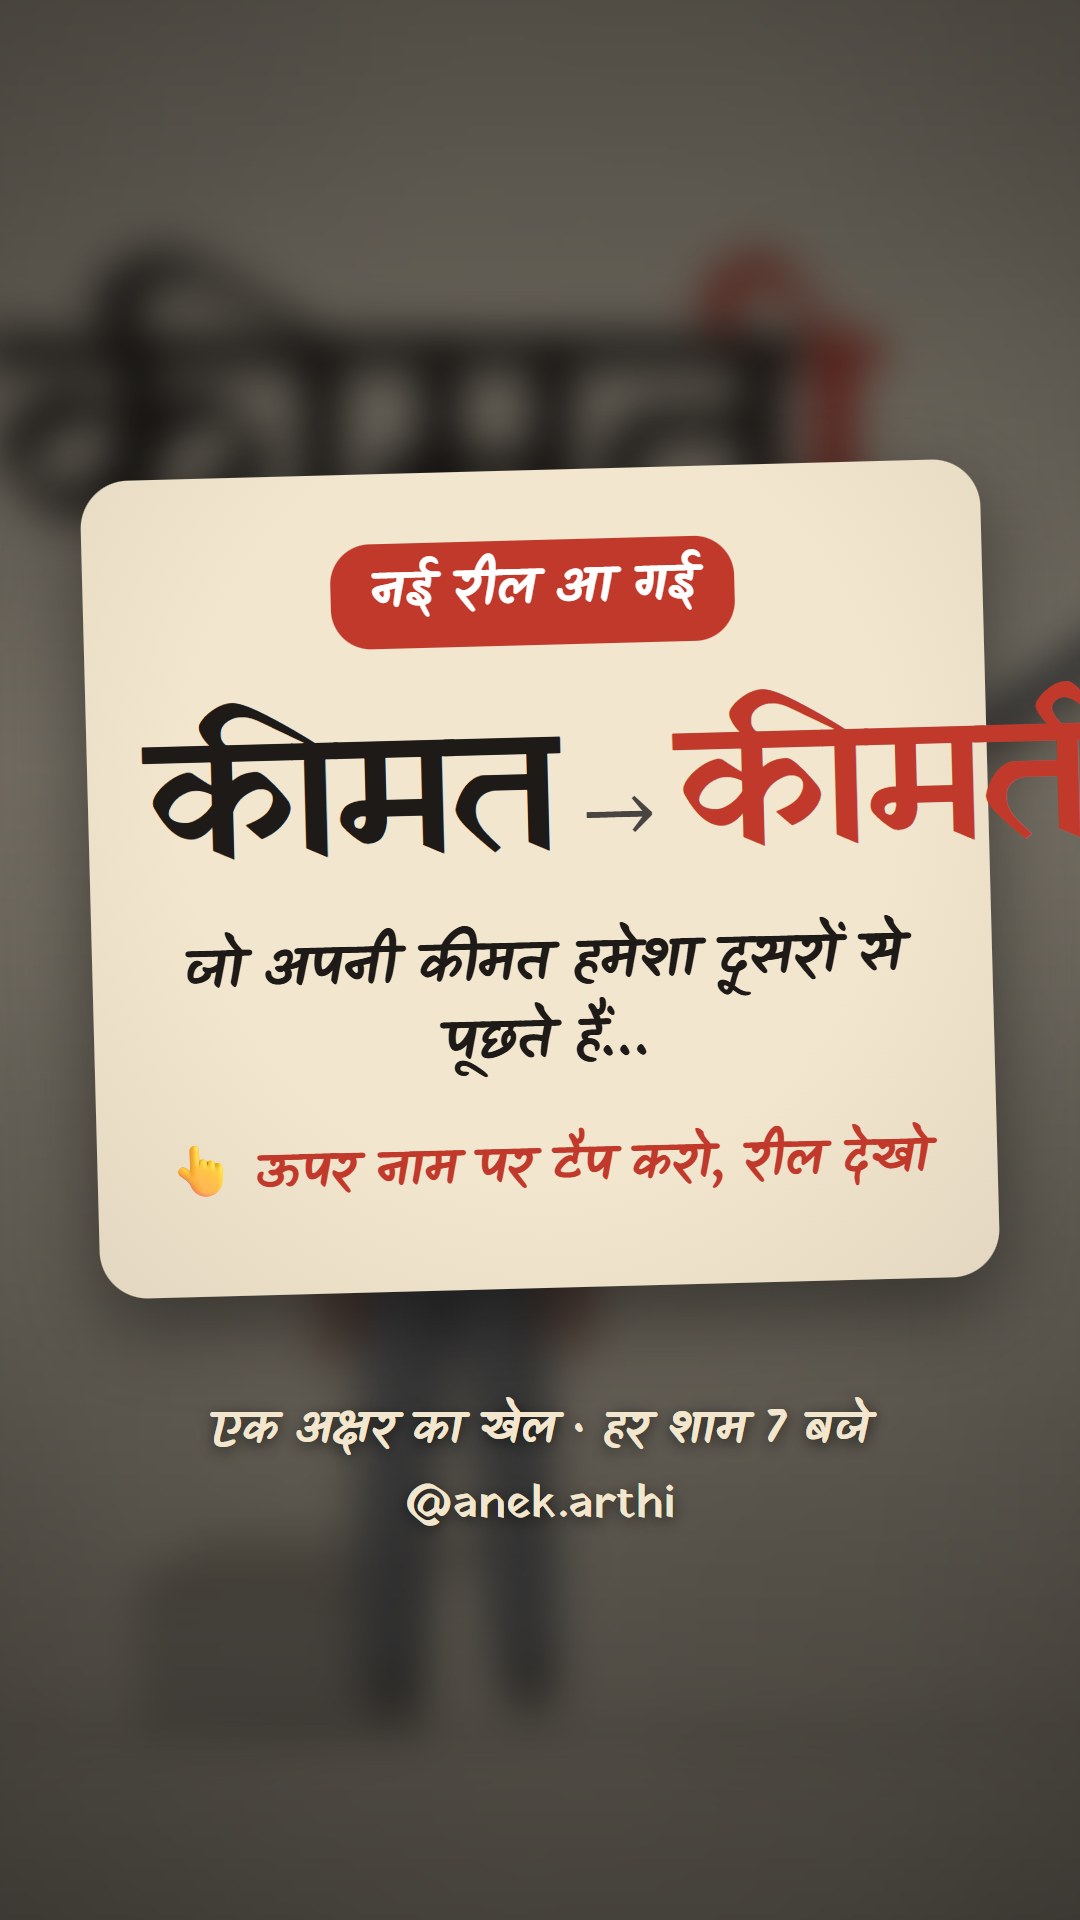 नई रील आ गई
कीमत → कीमती
जो अपनी कीमत हमेशा दूसरों से
पूछते हैं...
👆 ऊपर नाम पर टैप करो, रील देखो
एक अक्षर का खेल · हर शाम 7 बजे
@anek.arthi